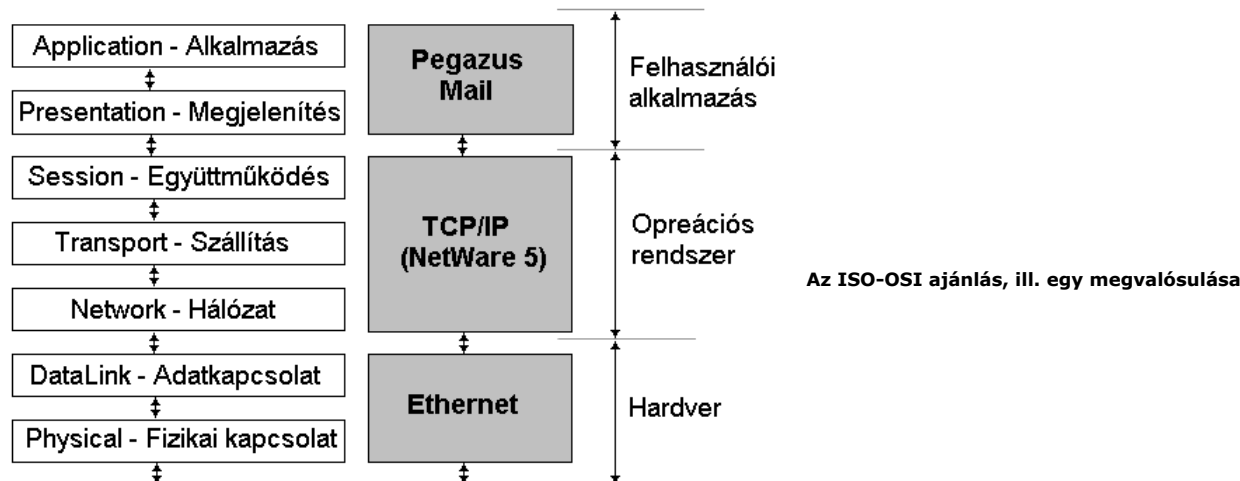 Application - Alkalmazás
Presentation - Megjelenítés
Session - Együttműködés
Transport - Szállítás
Network - Hálózat
DataLink - Adatkapcsolat
Physical - Fizikai kapcsolat
Pegazus
Mail
TCP/IP
(NetWare 5)
Ethernet
Felhasználói
alkalmazás
Opreációs
rendszer
Hardver
Az ISO-OSI ajánlás, ill. egy megvalósulása